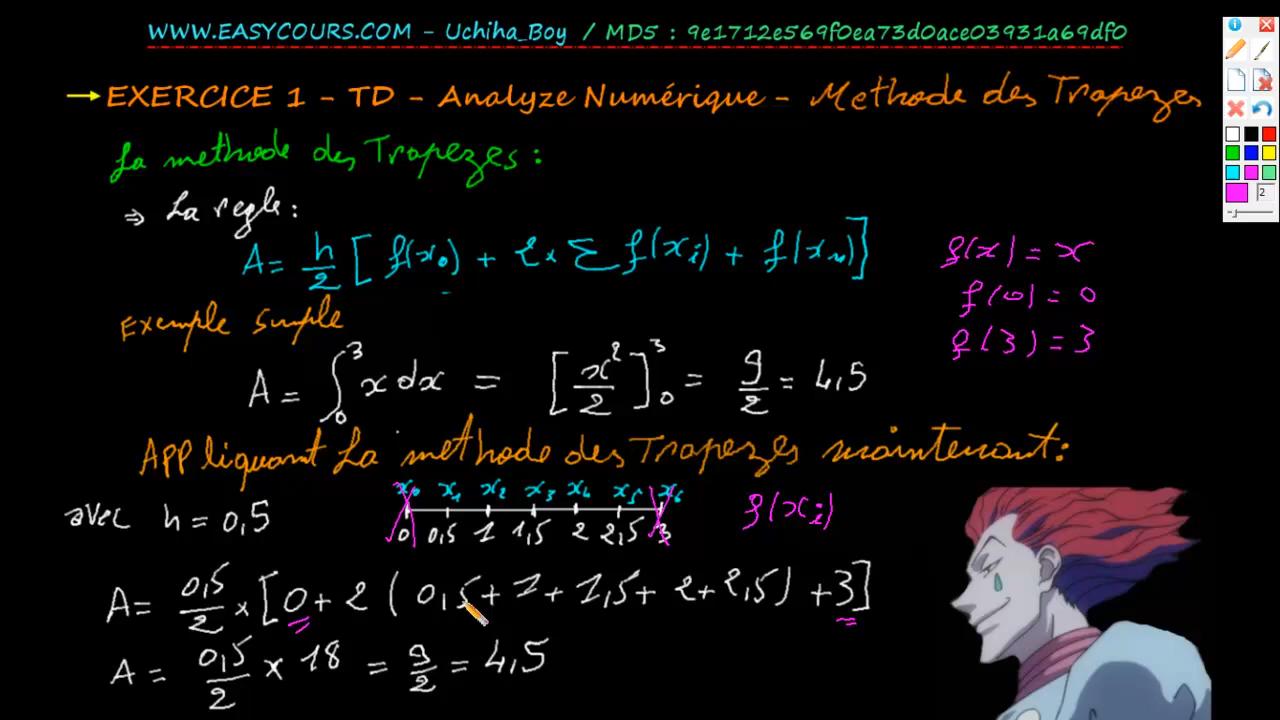 WWW.EASYCOURS.COM - Uchiha_Boy / MD5 : 9e1712e569f0ea73d0ace03931a69df0
→ EXERCICE 1 - TD - Analyze Numérique - Methode des Trapezes
La methode des Trapezes :
⇒ La regle :
A = h/2 [ f(x₀) + 2 × Σ f(xᵢ) + f(xₙ) ]
f(x) = x
f(0) = 0
f(3) = 3
Exemple simple
A = ∫₀³ x dx = [x²/2]₀³ = 9/2 = 4,5
Appliquant la methode des Trapezes maintenant :
avec h = 0,5
x₀ x₁ x₂ x₃ x₄ x₅ x₆
0 0,5 1 1,5 2 2,5 3
f(xᵢ)
A = 0,5/2 × [ 0 + 2 ( 0,5 + 1 + 1,5 + 2 + 2,5 ) + 3 ]
A = 0,5/2 × 18 = 9/2 = 4,5
2